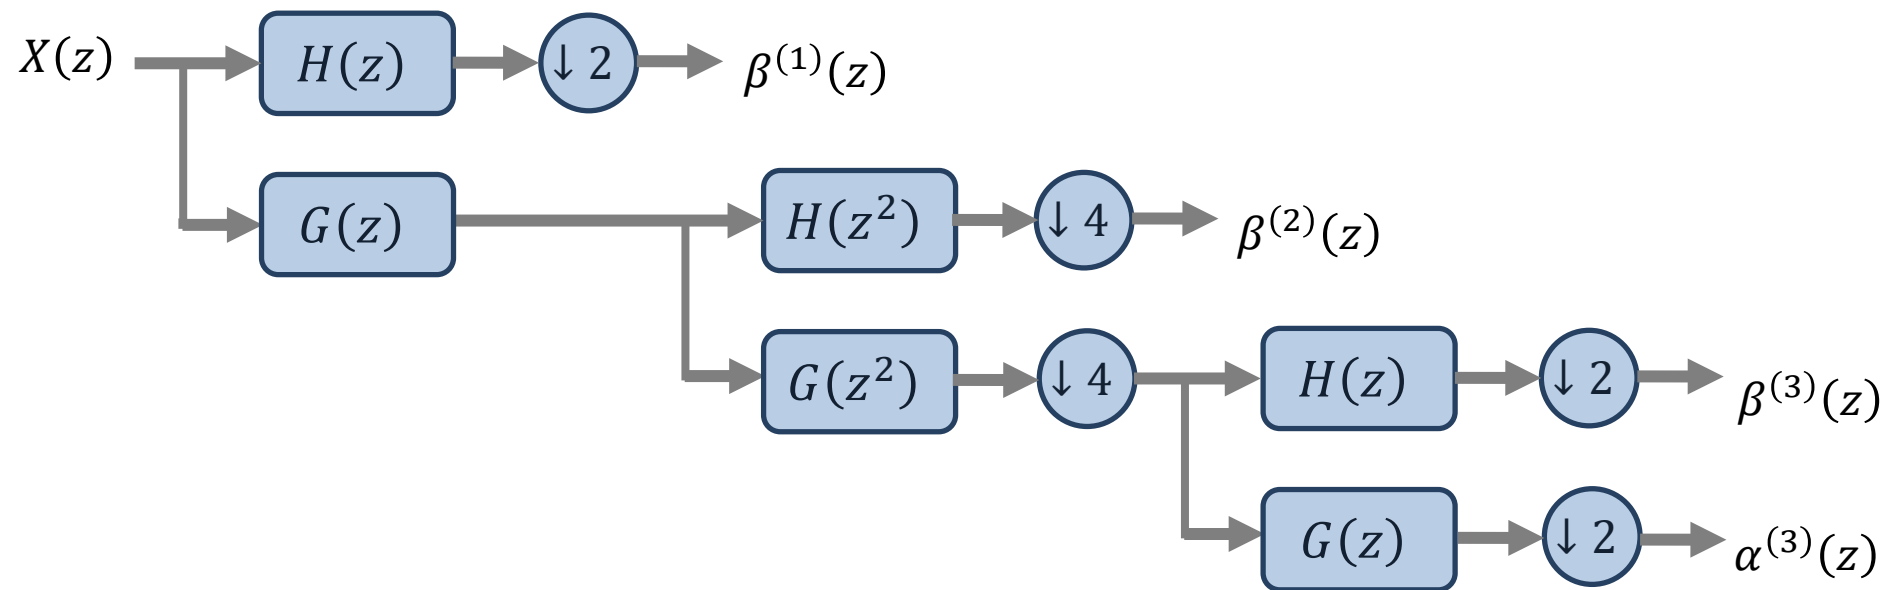 X(z) H(z) ↓ 2 β⁽¹⁾(z)
G(z) H(z²) ↓ 4 β⁽²⁾(z)
G(z²) ↓ 4 H(z) ↓ 2 β⁽³⁾(z)
G(z) ↓ 2 α⁽³⁾(z)